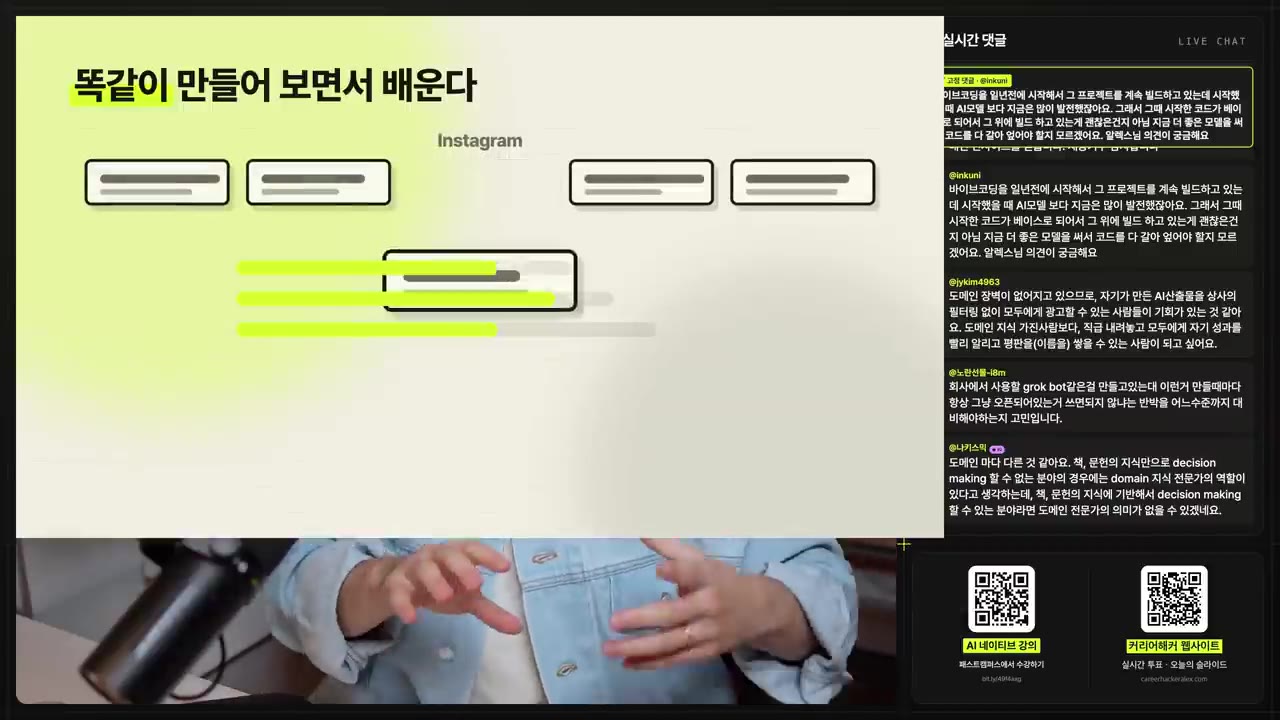 똑같이 만들어 보면서 배운다
Instagram
실시간 댓글
LIVE CHAT
고정 댓글 · @inkuni
이브코딩을 일년전에 시작해서 그 프로젝트를 계속 빌드하고 있는데 시작했
때 AI모델 보다 지금은 많이 발전했잖아요. 그래서 그때 시작한 코드가 베이
로 되어서 그 위에 빌드 하고 있는게 괜찮은건지 아님 지금 더 좋은 모델을 써
코드를 다 갈아 엎어야 할지 모르겠어요. 알렉스님 의견이 궁금해요
@inkuni
바이브코딩을 일년전에 시작해서 그 프로젝트를 계속 빌드하고 있는
데 시작했을 때 AI모델 보다 지금은 많이 발전했잖아요. 그래서 그때
시작한 코드가 베이스로 되어서 그 위에 빌드 하고 있는게 괜찮은건
지 아님 지금 더 좋은 모델을 써서 코드를 다 갈아 엎어야 할지 모르
겠어요. 알렉스님 의견이 궁금해요
@jykim4963
도메인 장벽이 없어지고 있으므로, 자기가 만든 AI산출물을 상사의
필터링 없이 모두에게 광고할 수 있는 사람들이 기회가 있는 것 같아
요. 도메인 지식 가진사람보다, 직급 내려놓고 모두에게 자기 성과를
빨리 알리고 평판을(이름을) 쌓을 수 있는 사람이 되고 싶어요.
@노란선물-i8m
회사에서 사용할 grok bot같은걸 만들고있는대 이런거 만들때마다
항상 그냥 오픈되어있는거 쓰면되지 않냐는 반박을 어느수준까지 대
비해야하는지 고민입니다.
@나키스믹
도메인 마다 다른 것 같아요. 책, 문헌의 지식만으로 decision
making 할 수 없는 분야의 경우에는 domain 지식 전문가의 역할이
있다고 생각하는데, 책, 문헌의 지식에 기반해서 decision making
할 수 있는 분야라면 도메인 전문가의 의미가 없을 수 있겠네요.
AI 네이티브 강의
패스트캠퍼스에서 수강하기
커리어해커 웹사이트
실시간 투표 · 오늘의 슬라이드
careerhackeralex.com